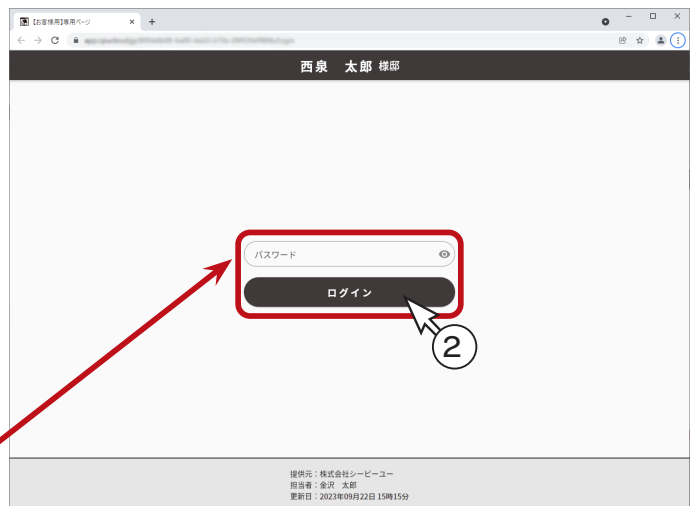 【お客様用】専用ページ
西泉 太郎 様邸
パスワード
ログイン
2
提供元：株式会社シーピーユー
担当者：金沢 太郎
更新日：2023年09月22日 15時15分